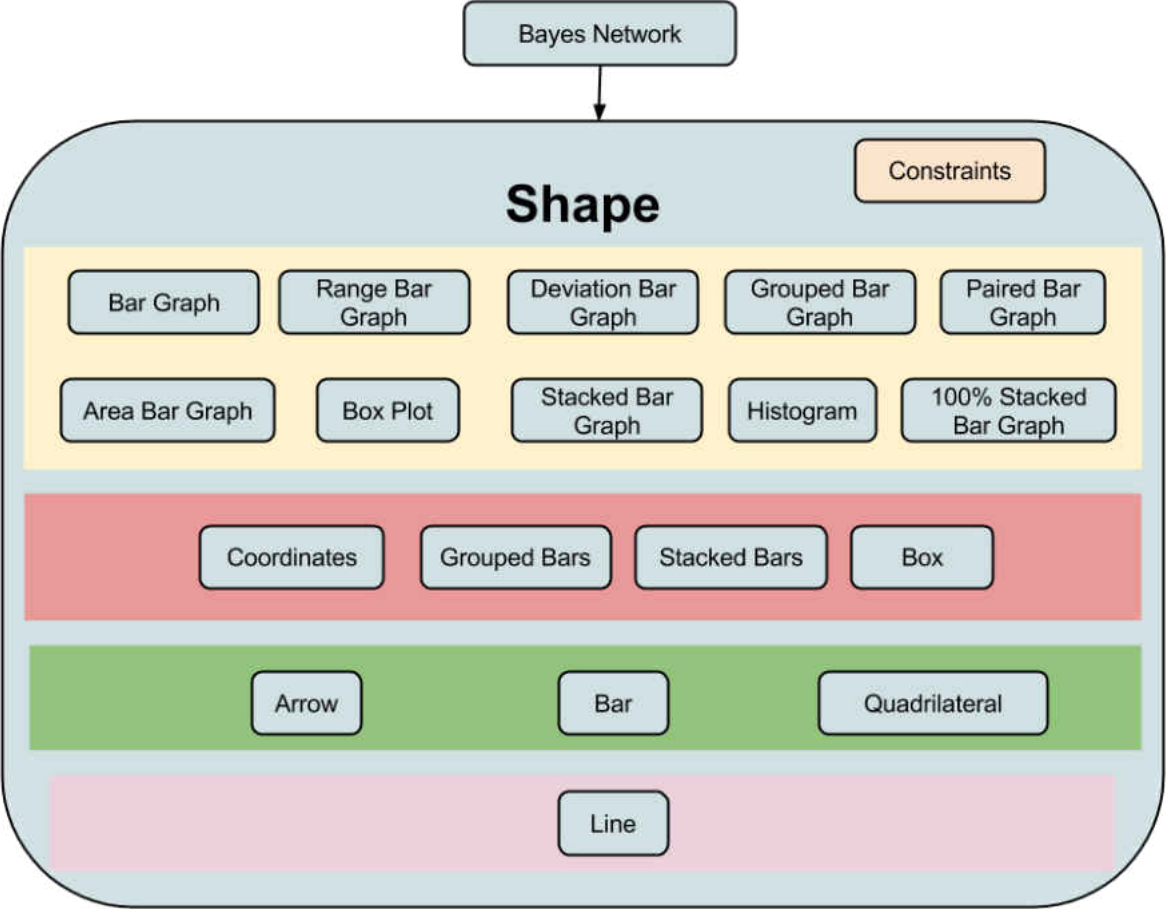 Bayes Network
Constraints
Shape
Bar Graph
Range Bar
Graph
Deviation Bar
Graph
Grouped Bar
Graph
Paired Bar
Graph
Area Bar Graph
Box Plot
Stacked Bar
Graph
Histogram
100% Stacked
Bar Graph
Coordinates
Grouped Bars
Stacked Bars
Box
Arrow
Bar
Quadrilateral
Line